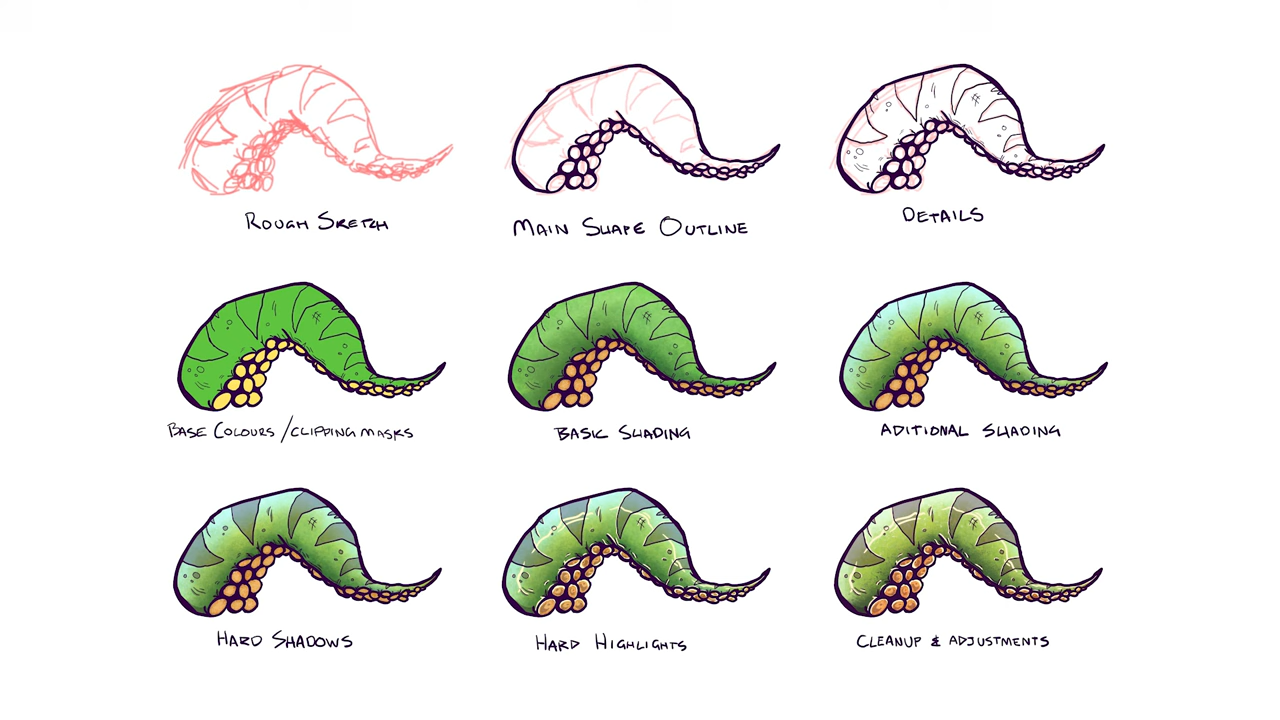 ROUGH SKETCH
MAIN SHAPE OUTLINE
DETAILS
BASE COLOURS / CLIPPING MASKS
BASIC SHADING
ADITIONAL SHADING
HARD SHADOWS
HARD HIGHLIGHTS
CLEANUP & ADJUSTMENTS